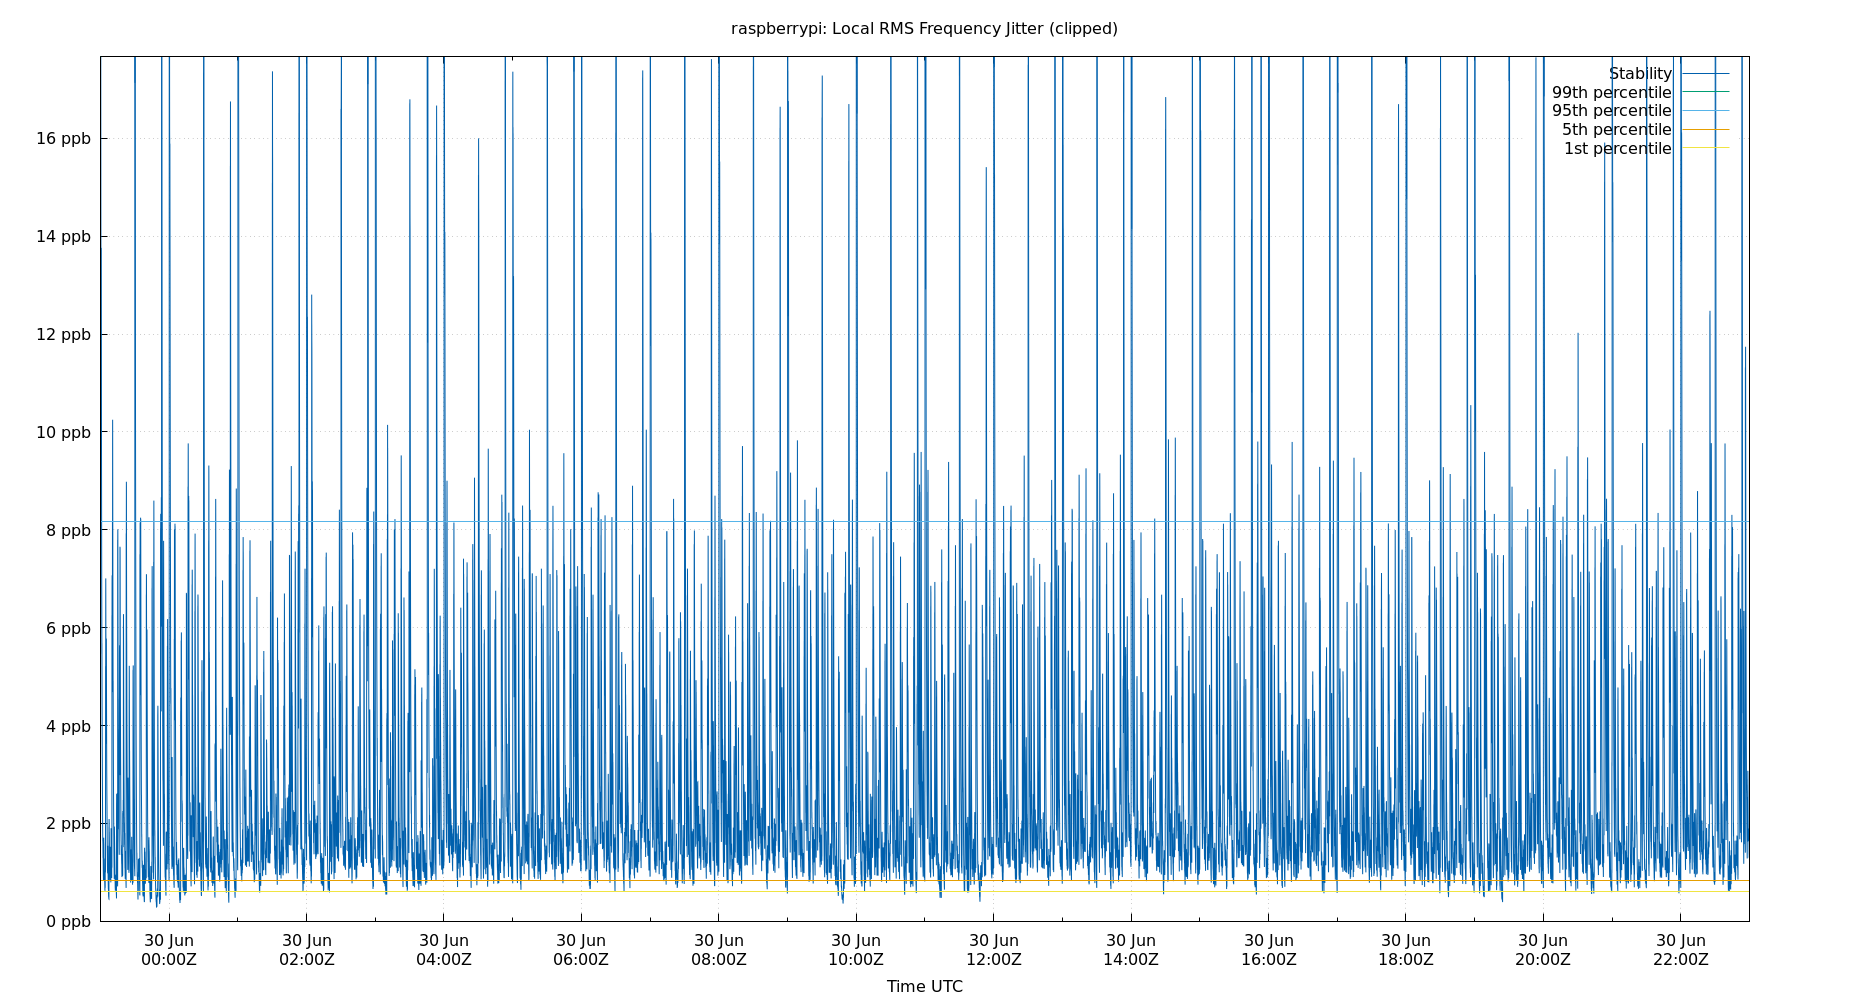 raspberrypi: Local RMS Frequency Jitter (clipped)
Stability
99th percentile
95th percentile
5th percentile
1st percentile
16 ppb
14 ppb
12 ppb
10 ppb
8 ppb
6 ppb
4 ppb
2 ppb
0 ppb
30 Jun 30 Jun 30 Jun 30 Jun 30 Jun 30 Jun 30 Jun 30 Jun 30 Jun 30 Jun 30 Jun 30 Jun
00:00Z 02:00Z 04:00Z 06:00Z 08:00Z 10:00Z 12:00Z 14:00Z 16:00Z 18:00Z 20:00Z 22:00Z
Time UTC